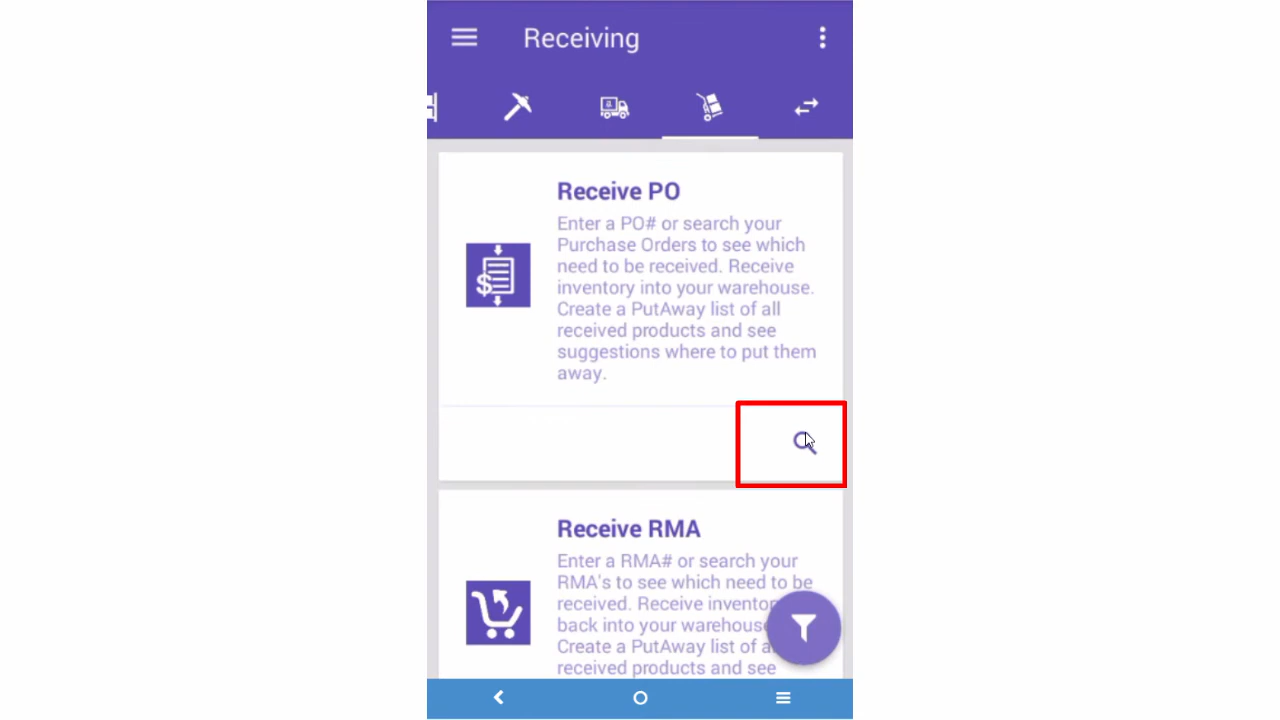 Receiving
Receive PO
Enter a PO# or search your
Purchase Orders to see which
need to be received. Receive
inventory into your warehouse.
Create a PutAway list of all
received products and see
suggestions where to put them
away.
Receive RMA
Enter a RMA# or search your
RMA's to see which need to be
received. Receive
back into your
Create a PutAway list of
received products and see